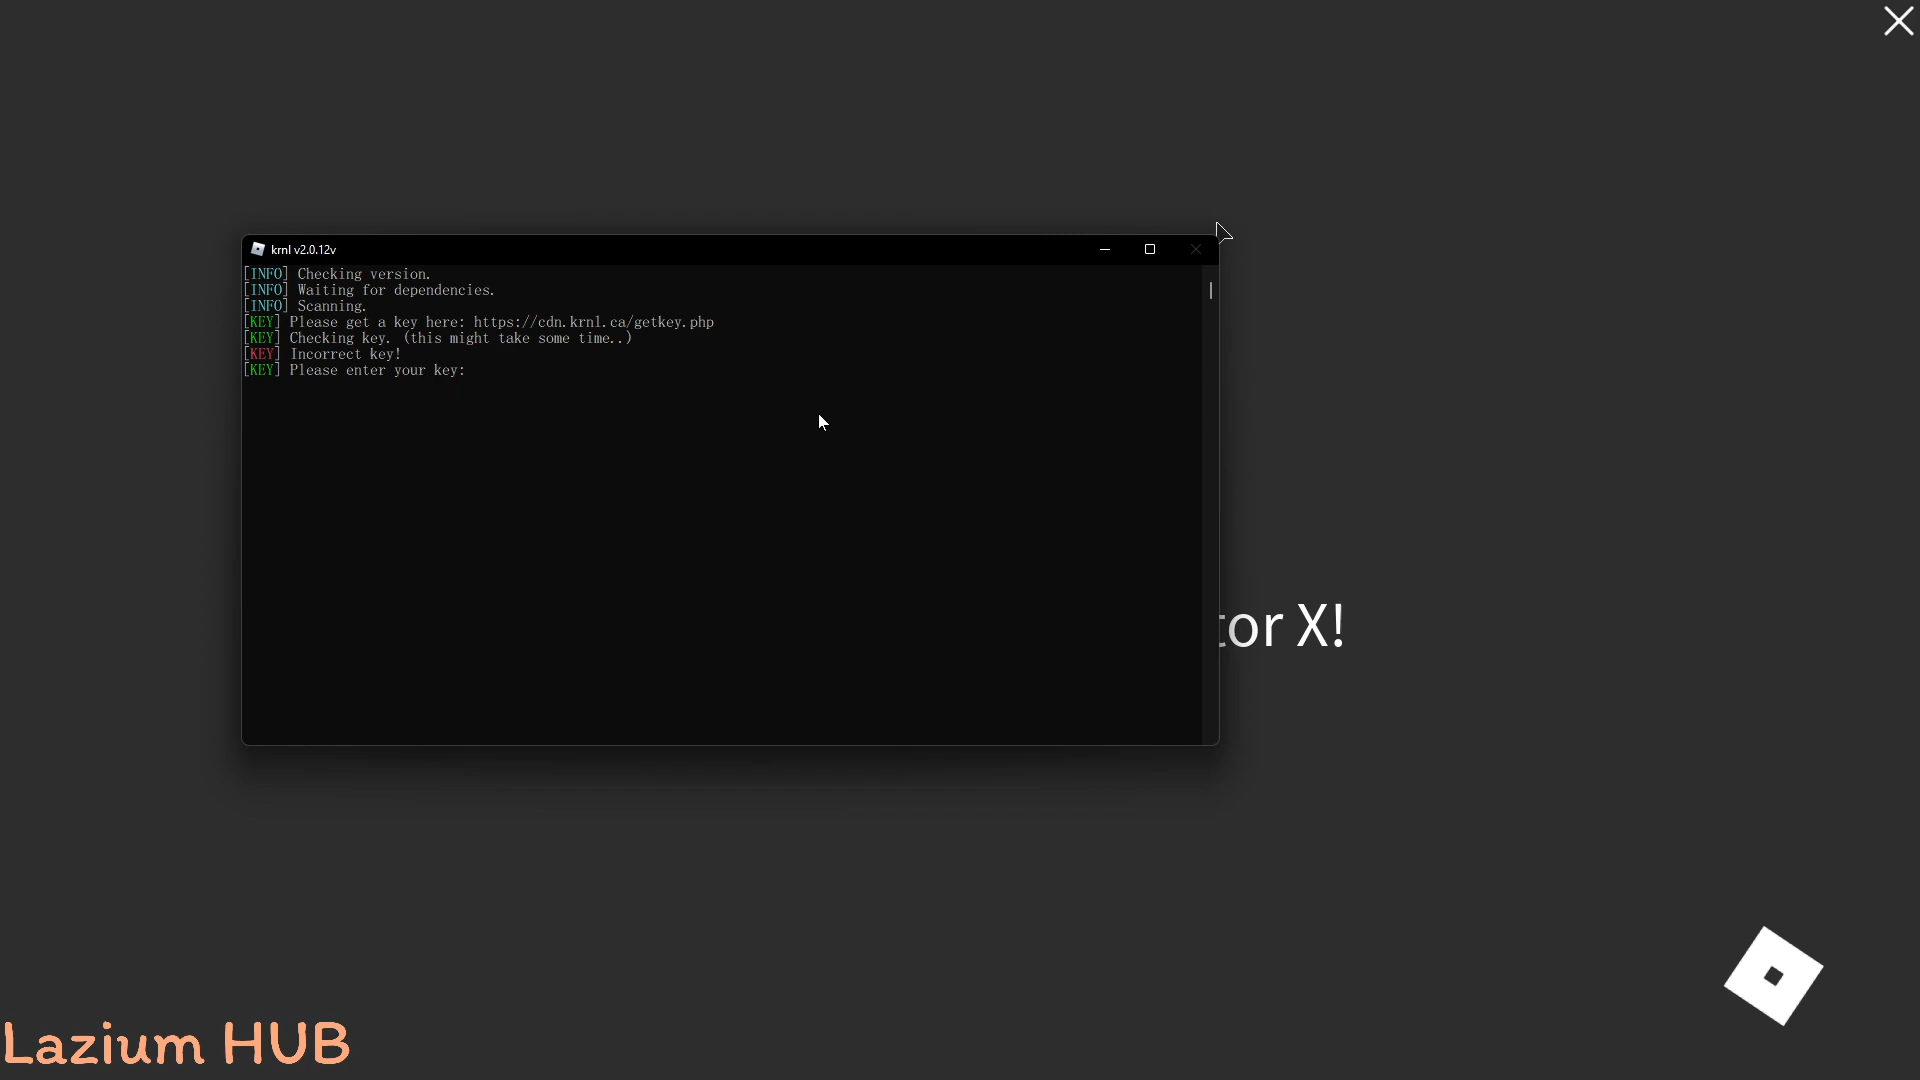 krnl v2.0.12v
[INFO] Checking version.
[INFO] Waiting for dependencies.
[INFO] Scanning.
[KEY] Please get a key here: https://cdn.krnl.ca/getkey.php
[KEY] Checking key. (this might take some time..)
[KEY] Incorrect key!
[KEY] Please enter your key:
tor X!
Lazium HUB